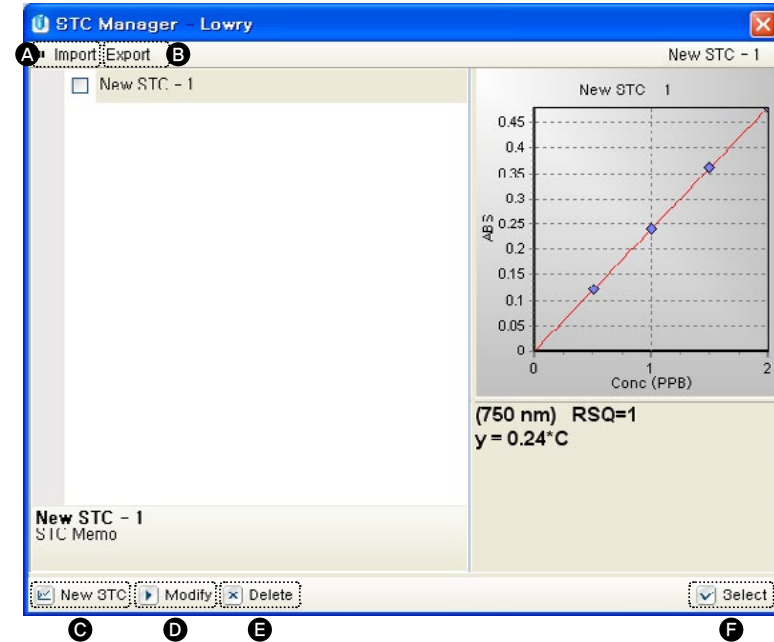 STC Manager - Lowry
A Import Export B New STC - 1
New STC - 1
New STC 1
0.45
0.4
0.35
0.3
0.25
0.2
0.15
0.1
0.05
0
ABS
0 1 2
Conc (PPB)
(750 nm) RSQ=1
y = 0.24*C
New STC - 1
STC Memo
New STC Modify Delete Select
C D E F